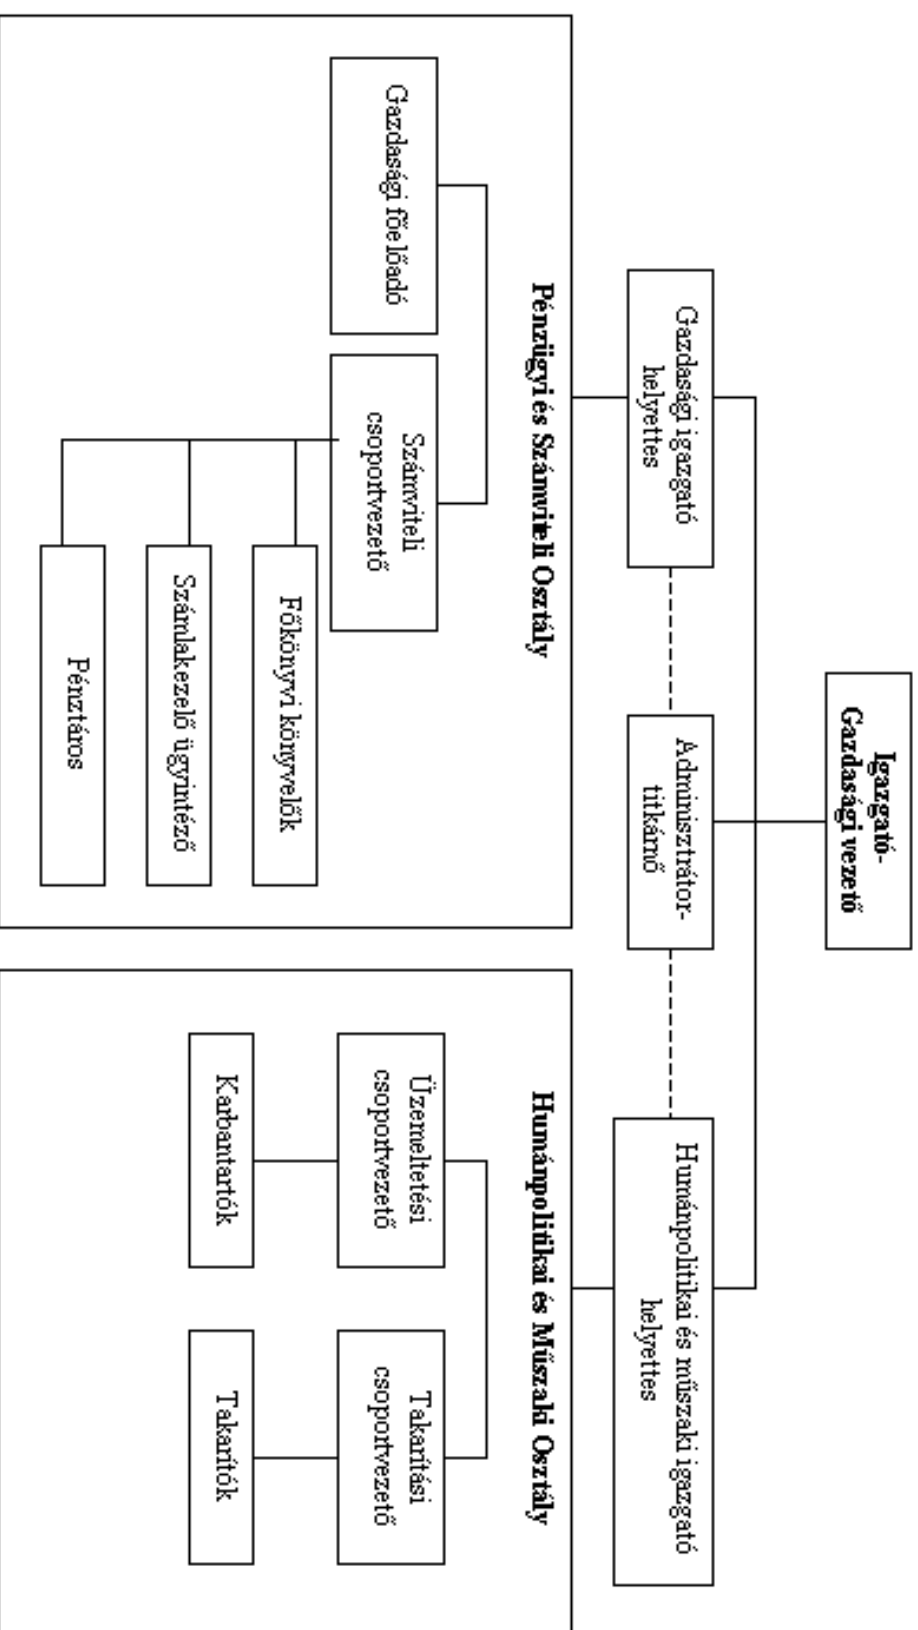 Igazgató-
Gazdasági vezető
Gazdasági igazgató
helyettes
Adminisztrátor-
titkárnő
Humánpolitikai és műszaki igazgató
helyettes
Pénzügyi és Számviteli Osztály
Gazdasági főelőadó
Számviteli
csoportvezető
Főkönyvi könyvelők
Számlakezelő ügyintéző
Pénztáros
Humánpolitikai és Műszaki Osztály
Üzemeltetési
csoportvezető
Takarítási
csoportvezető
Karbantartók
Takarítók